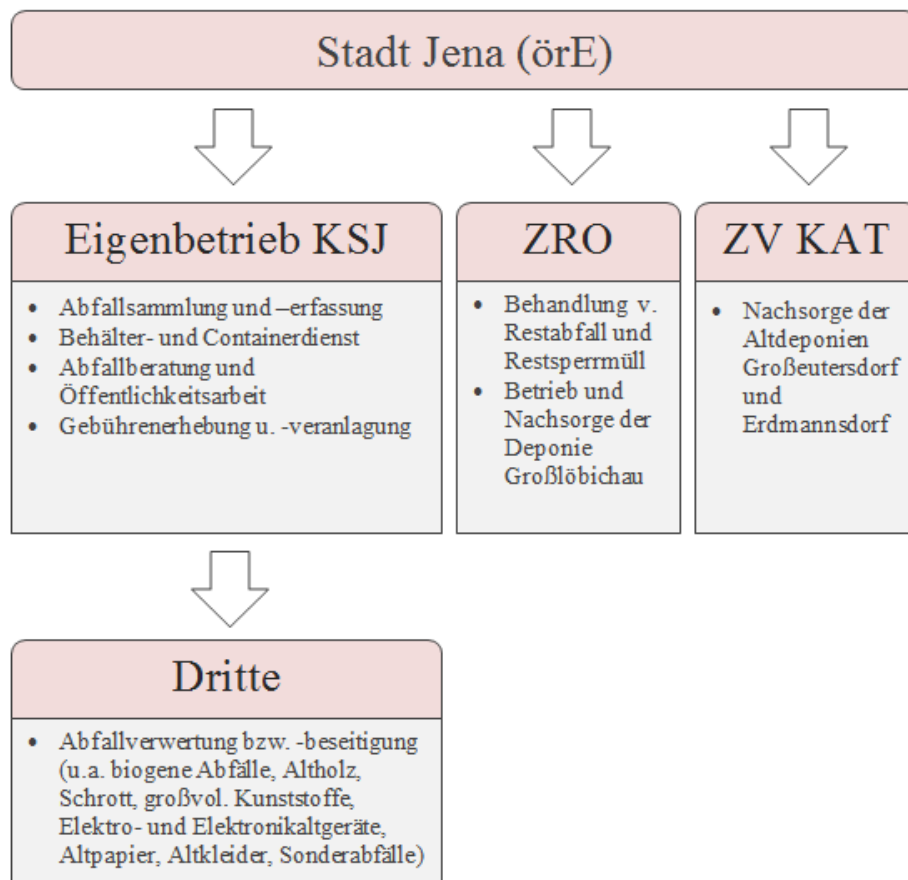 Stadt Jena (örE)
Eigenbetrieb KSJ
• Abfallsammlung und –erfassung
• Behälter- und Containerdienst
• Abfallberatung und
Öffentlichkeitsarbeit
• Gebührenerhebung u. -veranlagung
ZRO
• Behandlung v.
Restabfall und
Restsperrmüll
• Betrieb und
Nachsorge der
Deponie
Großlöbichau
ZV KAT
• Nachsorge der
Altdeponien
Großeutersdorf
und
Erdmannsdorf
Dritte
• Abfallverwertung bzw. -beseitigung
(u.a. biogene Abfälle, Altholz,
Schrott, großvol. Kunststoffe,
Elektro- und Elektronikaltgeräte,
Altpapier, Altkleider, Sonderabfälle)